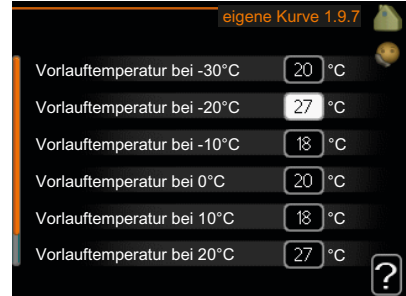 eigene Kurve 1.9.7
Vorlauftemperatur bei -30°C 20 °C
Vorlauftemperatur bei -20°C 27 °C
Vorlauftemperatur bei -10°C 18 °C
Vorlauftemperatur bei 0°C 20 °C
Vorlauftemperatur bei 10°C 18 °C
Vorlauftemperatur bei 20°C 27 °C
?